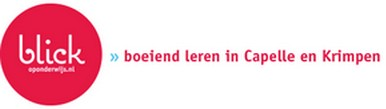 blick
oponderwijs.nl
» boeiend leren in Capelle en Krimpen